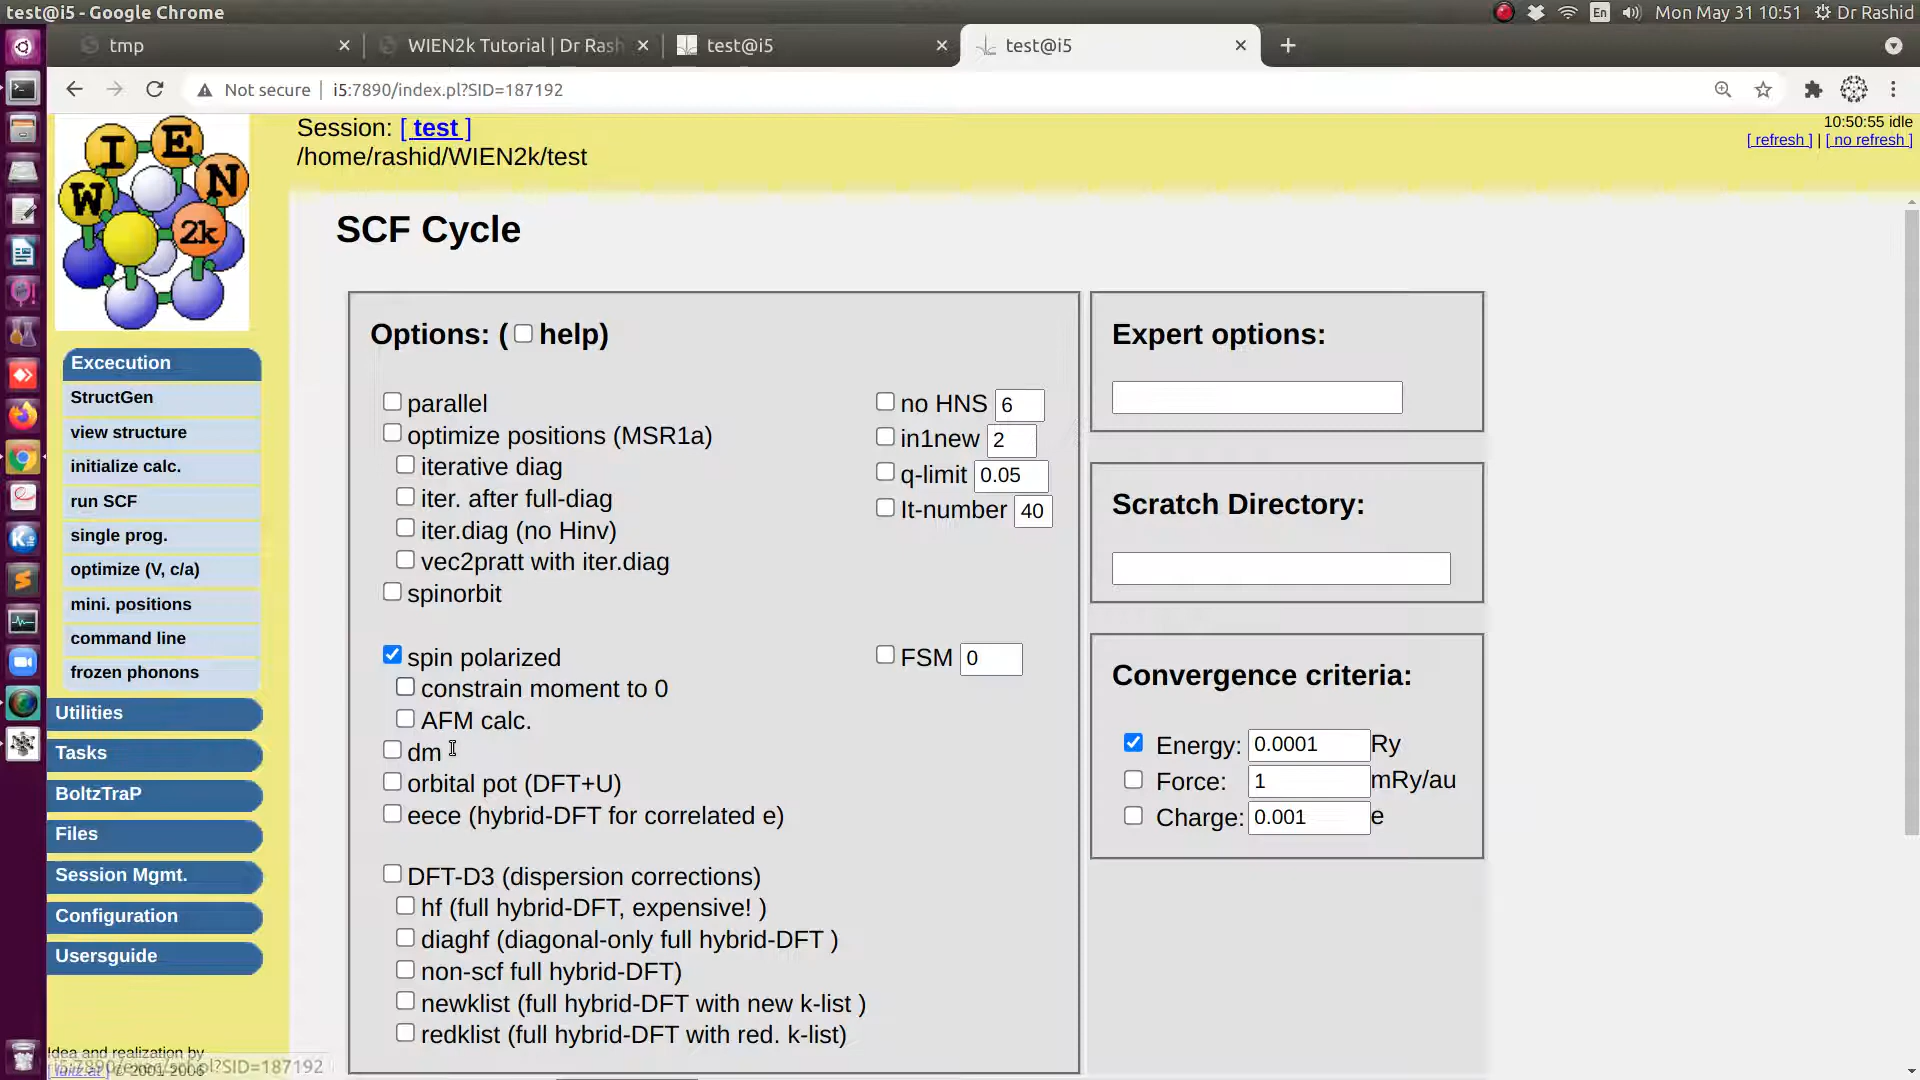 test@i5 - Google Chrome
En
Mon May 31 10:51
Dr Rashid
tmp
WIEN2k Tutorial | Dr Rash
test@i5
test@i5
Not secure
i5:7890/index.pl?SID=187192
W I E N 2k
Session: [ test ]
/home/rashid/WIEN2k/test
10:50:55 idle
[ refresh ] | [ no refresh ]
Excecution
StructGen
view structure
initialize calc.
run SCF
single prog.
optimize (V, c/a)
mini. positions
command line
frozen phonons
Utilities
Tasks
BoltzTraP
Files
Session Mgmt.
Configuration
Usersguide
Idea and realization by
[ luitz.at ] © 2001-2006
SCF Cycle
Options: ( help)
parallel
optimize positions (MSR1a)
iterative diag
iter. after full-diag
iter.diag (no Hinv)
vec2pratt with iter.diag
spinorbit
no HNS 6
in1new 2
q-limit 0.05
It-number 40
spin polarized
constrain moment to 0
AFM calc.
dm
orbital pot (DFT+U)
eece (hybrid-DFT for correlated e)
FSM 0
DFT-D3 (dispersion corrections)
hf (full hybrid-DFT, expensive! )
diaghf (diagonal-only full hybrid-DFT )
non-scf full hybrid-DFT)
newklist (full hybrid-DFT with new k-list )
redklist (full hybrid-DFT with red. k-list)
Expert options:
Scratch Directory:
Convergence criteria:
Energy: 0.0001 Ry
Force: 1 mRy/au
Charge: 0.001 e